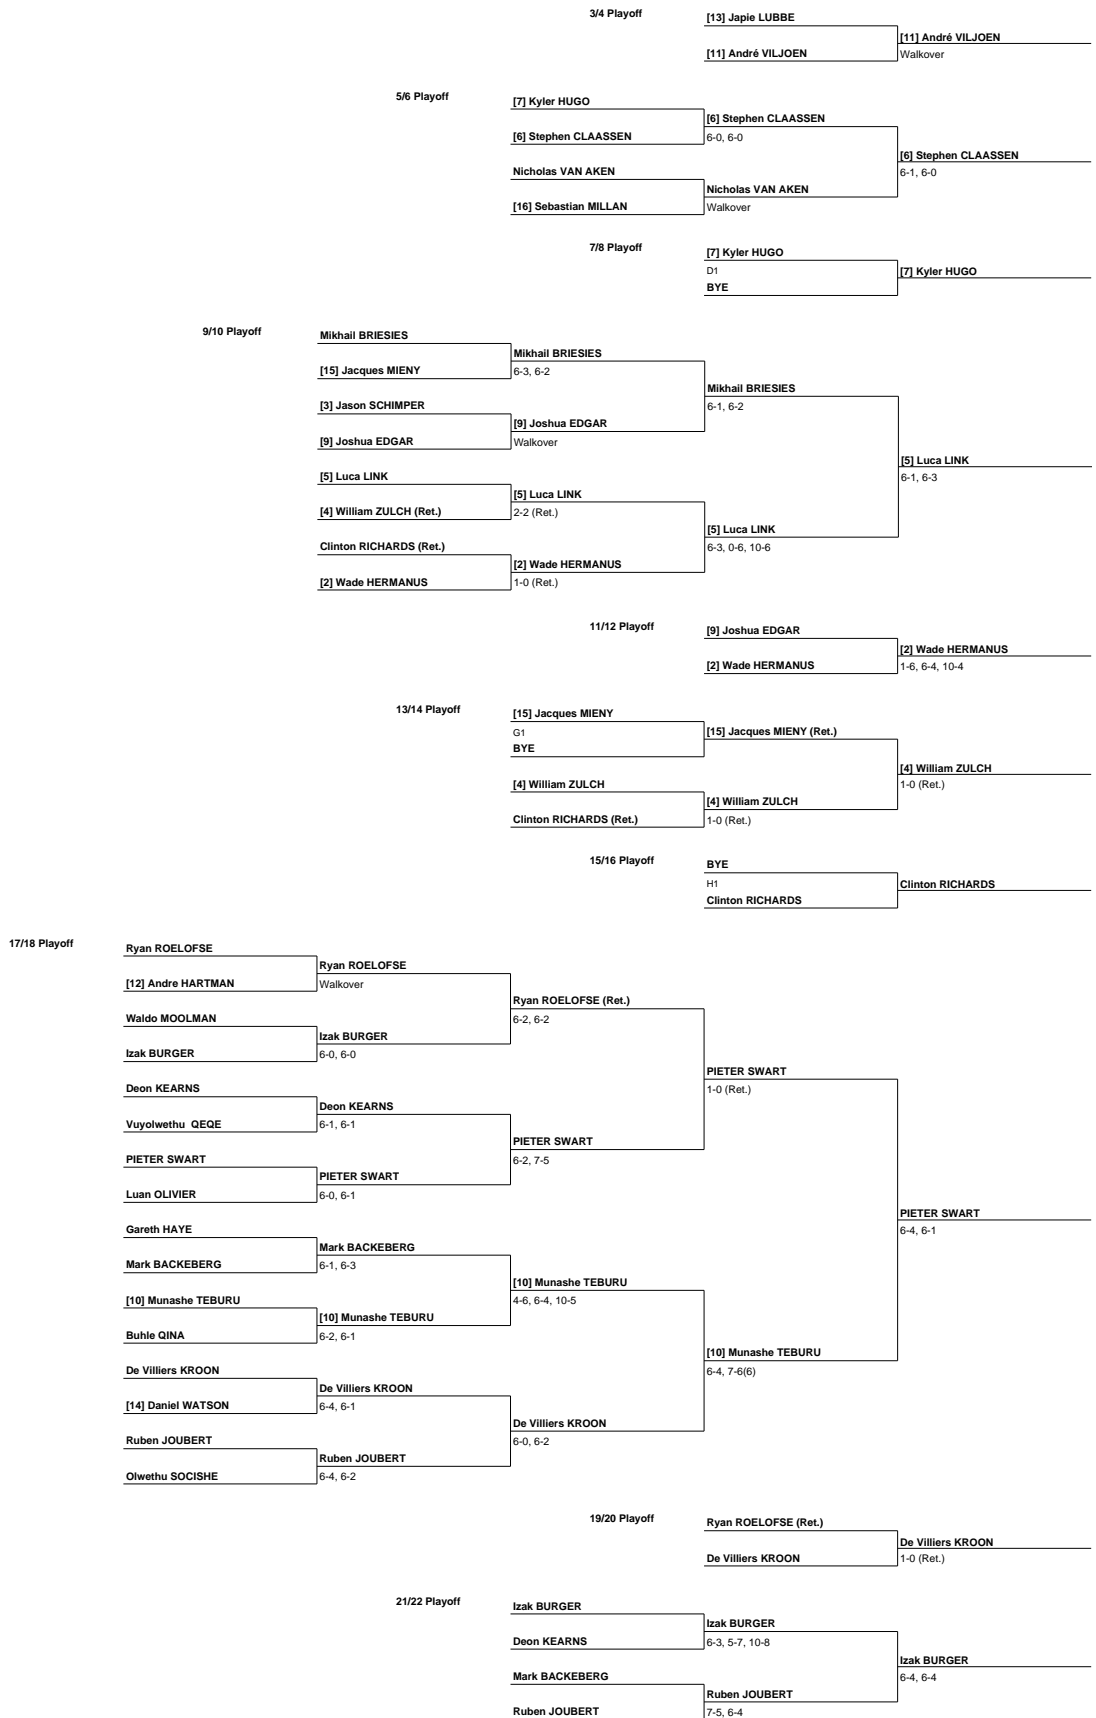 3/4 Playoff
[13] Japie LUBBE
[11] André VILJOEN
[11] André VILJOEN
Walkover
5/6 Playoff
[7] Kyler HUGO
[6] Stephen CLAASSEN
[6] Stephen CLAASSEN
6-0, 6-0
[6] Stephen CLAASSEN
6-1, 6-0
Nicholas VAN AKEN
Nicholas VAN AKEN
[16] Sebastian MILLAN
Walkover
7/8 Playoff
[7] Kyler HUGO
D1
[7] Kyler HUGO
BYE
9/10 Playoff
Mikhail BRIESIES
Mikhail BRIESIES
[15] Jacques MIENY
6-3, 6-2
Mikhail BRIESIES
6-1, 6-2
[3] Jason SCHIMPER
[9] Joshua EDGAR
[9] Joshua EDGAR
Walkover
[5] Luca LINK
6-1, 6-3
[5] Luca LINK
[5] Luca LINK
[4] William ZULCH (Ret.)
2-2 (Ret.)
[5] Luca LINK
6-3, 0-6, 10-6
Clinton RICHARDS (Ret.)
[2] Wade HERMANUS
[2] Wade HERMANUS
1-0 (Ret.)
11/12 Playoff
[9] Joshua EDGAR
[2] Wade HERMANUS
[2] Wade HERMANUS
1-6, 6-4, 10-4
13/14 Playoff
[15] Jacques MIENY
G1
[15] Jacques MIENY (Ret.)
BYE
[4] William ZULCH
1-0 (Ret.)
[4] William ZULCH
[4] William ZULCH
Clinton RICHARDS (Ret.)
1-0 (Ret.)
15/16 Playoff
BYE
H1
Clinton RICHARDS
Clinton RICHARDS
17/18 Playoff
Ryan ROELOFSE
Ryan ROELOFSE
[12] Andre HARTMAN
Walkover
Ryan ROELOFSE (Ret.)
6-2, 6-2
Waldo MOOLMAN
Izak BURGER
Izak BURGER
6-0, 6-0
PIETER SWART
1-0 (Ret.)
Deon KEARNS
Deon KEARNS
Vuyolwethu  QEQE
6-1, 6-1
PIETER SWART
6-2, 7-5
PIETER SWART
PIETER SWART
Luan OLIVIER
6-0, 6-1
PIETER SWART
6-4, 6-1
Gareth HAYE
Mark BACKEBERG
Mark BACKEBERG
6-1, 6-3
[10] Munashe TEBURU
4-6, 6-4, 10-5
[10] Munashe TEBURU
[10] Munashe TEBURU
Buhle QINA
6-2, 6-1
[10] Munashe TEBURU
6-4, 7-6(6)
De Villiers KROON
De Villiers KROON
[14] Daniel WATSON
6-4, 6-1
De Villiers KROON
6-0, 6-2
Ruben JOUBERT
Ruben JOUBERT
Olwethu SOCISHE
6-4, 6-2
19/20 Playoff
Ryan ROELOFSE (Ret.)
De Villiers KROON
De Villiers KROON
1-0 (Ret.)
21/22 Playoff
Izak BURGER
Izak BURGER
Deon KEARNS
6-3, 5-7, 10-8
Izak BURGER
6-4, 6-4
Mark BACKEBERG
Ruben JOUBERT
Ruben JOUBERT
7-5, 6-4